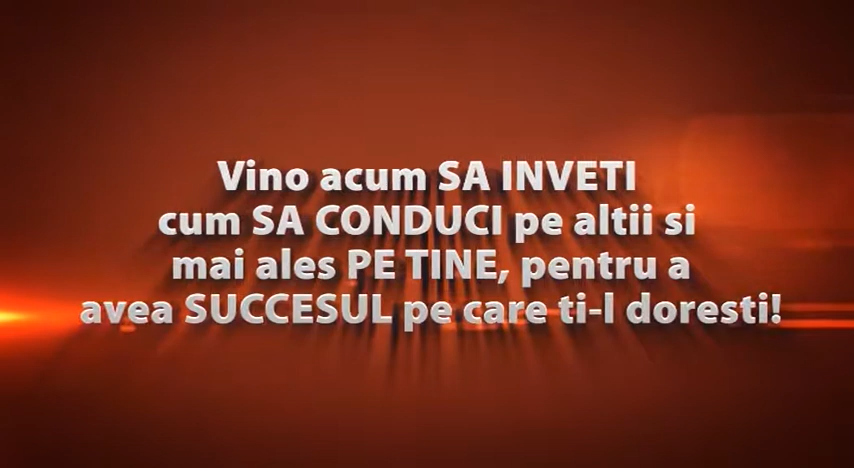 Vino acum SA INVETI
cum SA CONDUCI pe altii si
mai ales PE TINE, pentru a
avea SUCCESUL pe care ti-l doresti!